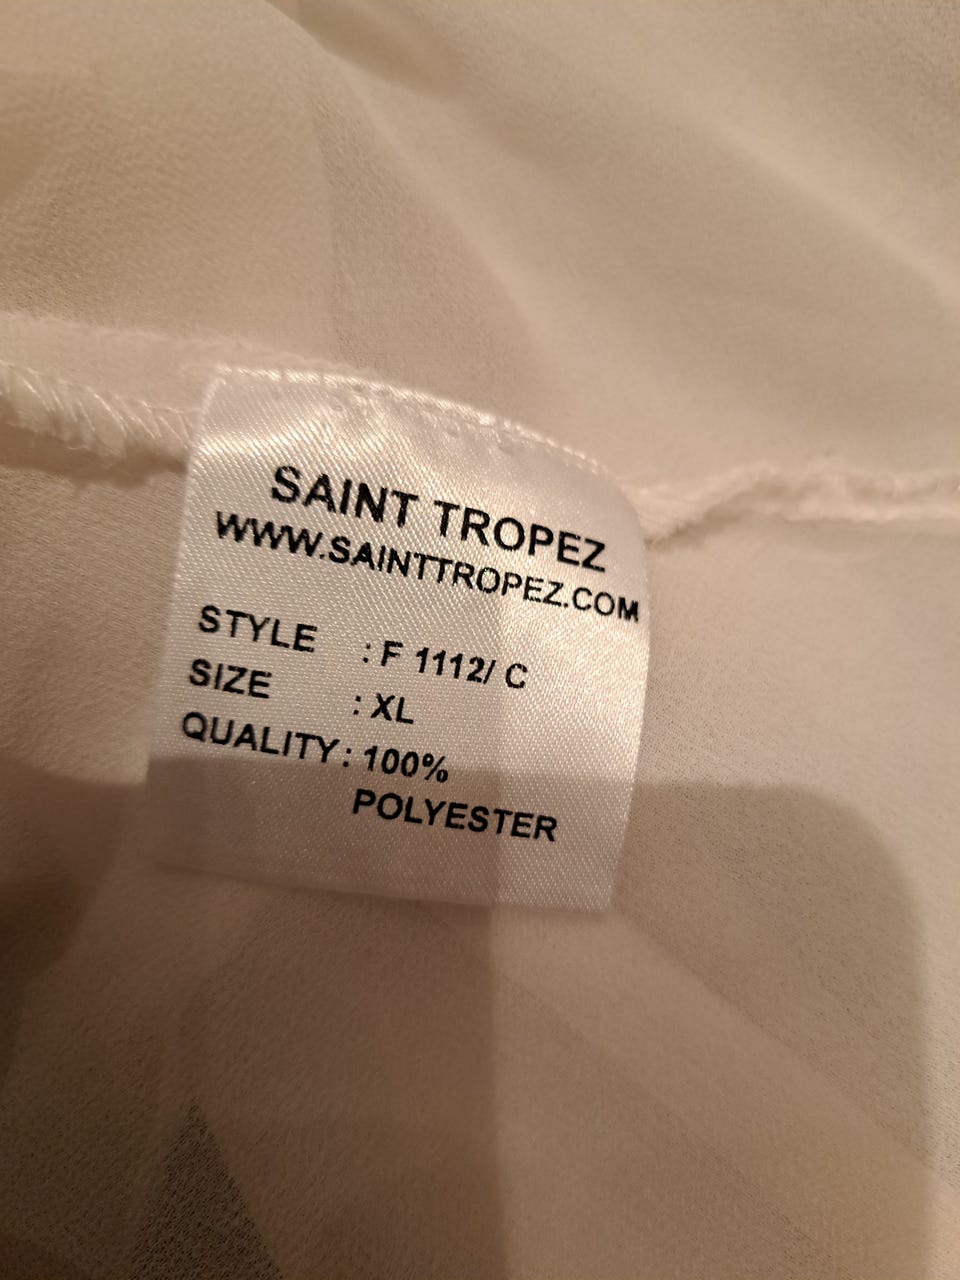 SAINT TROPEZ
WWW.SAINTTROPEZ.COM
STYLE : F 1112/ C
SIZE : XL
QUALITY : 100%
POLYESTER